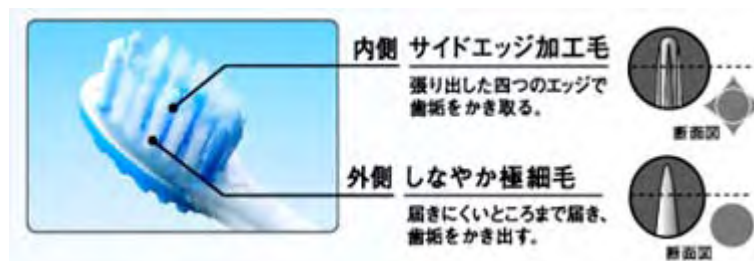 内側 サイドエッジ加工毛
張り出した四つのエッジで
歯垢をかき取る。
断面図
外側 しなやか極細毛
届きにくいところまで届き、
歯垢をかき出す。
断面図